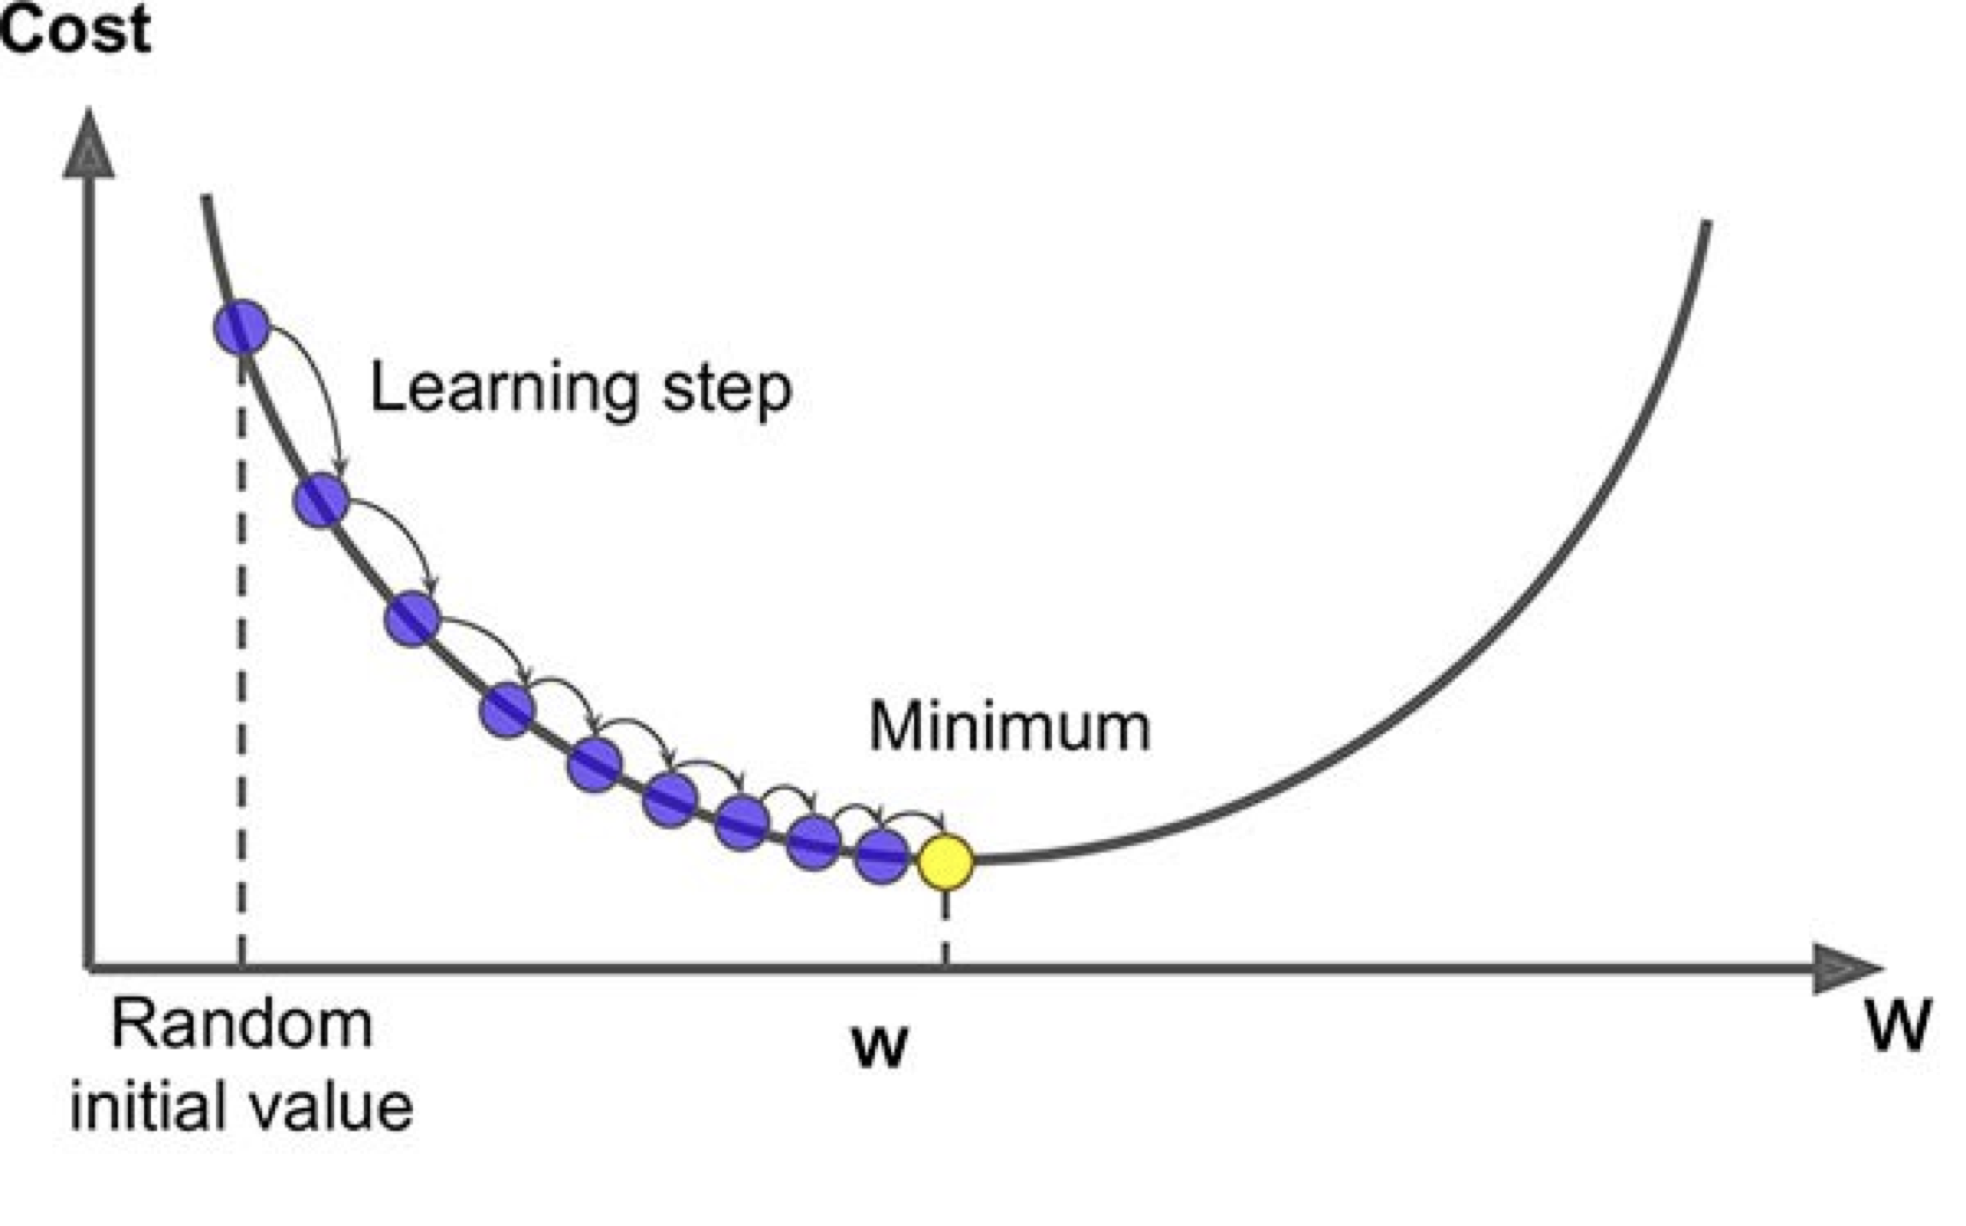 Cost
Learning step
Minimum
Random
initial value
w
W